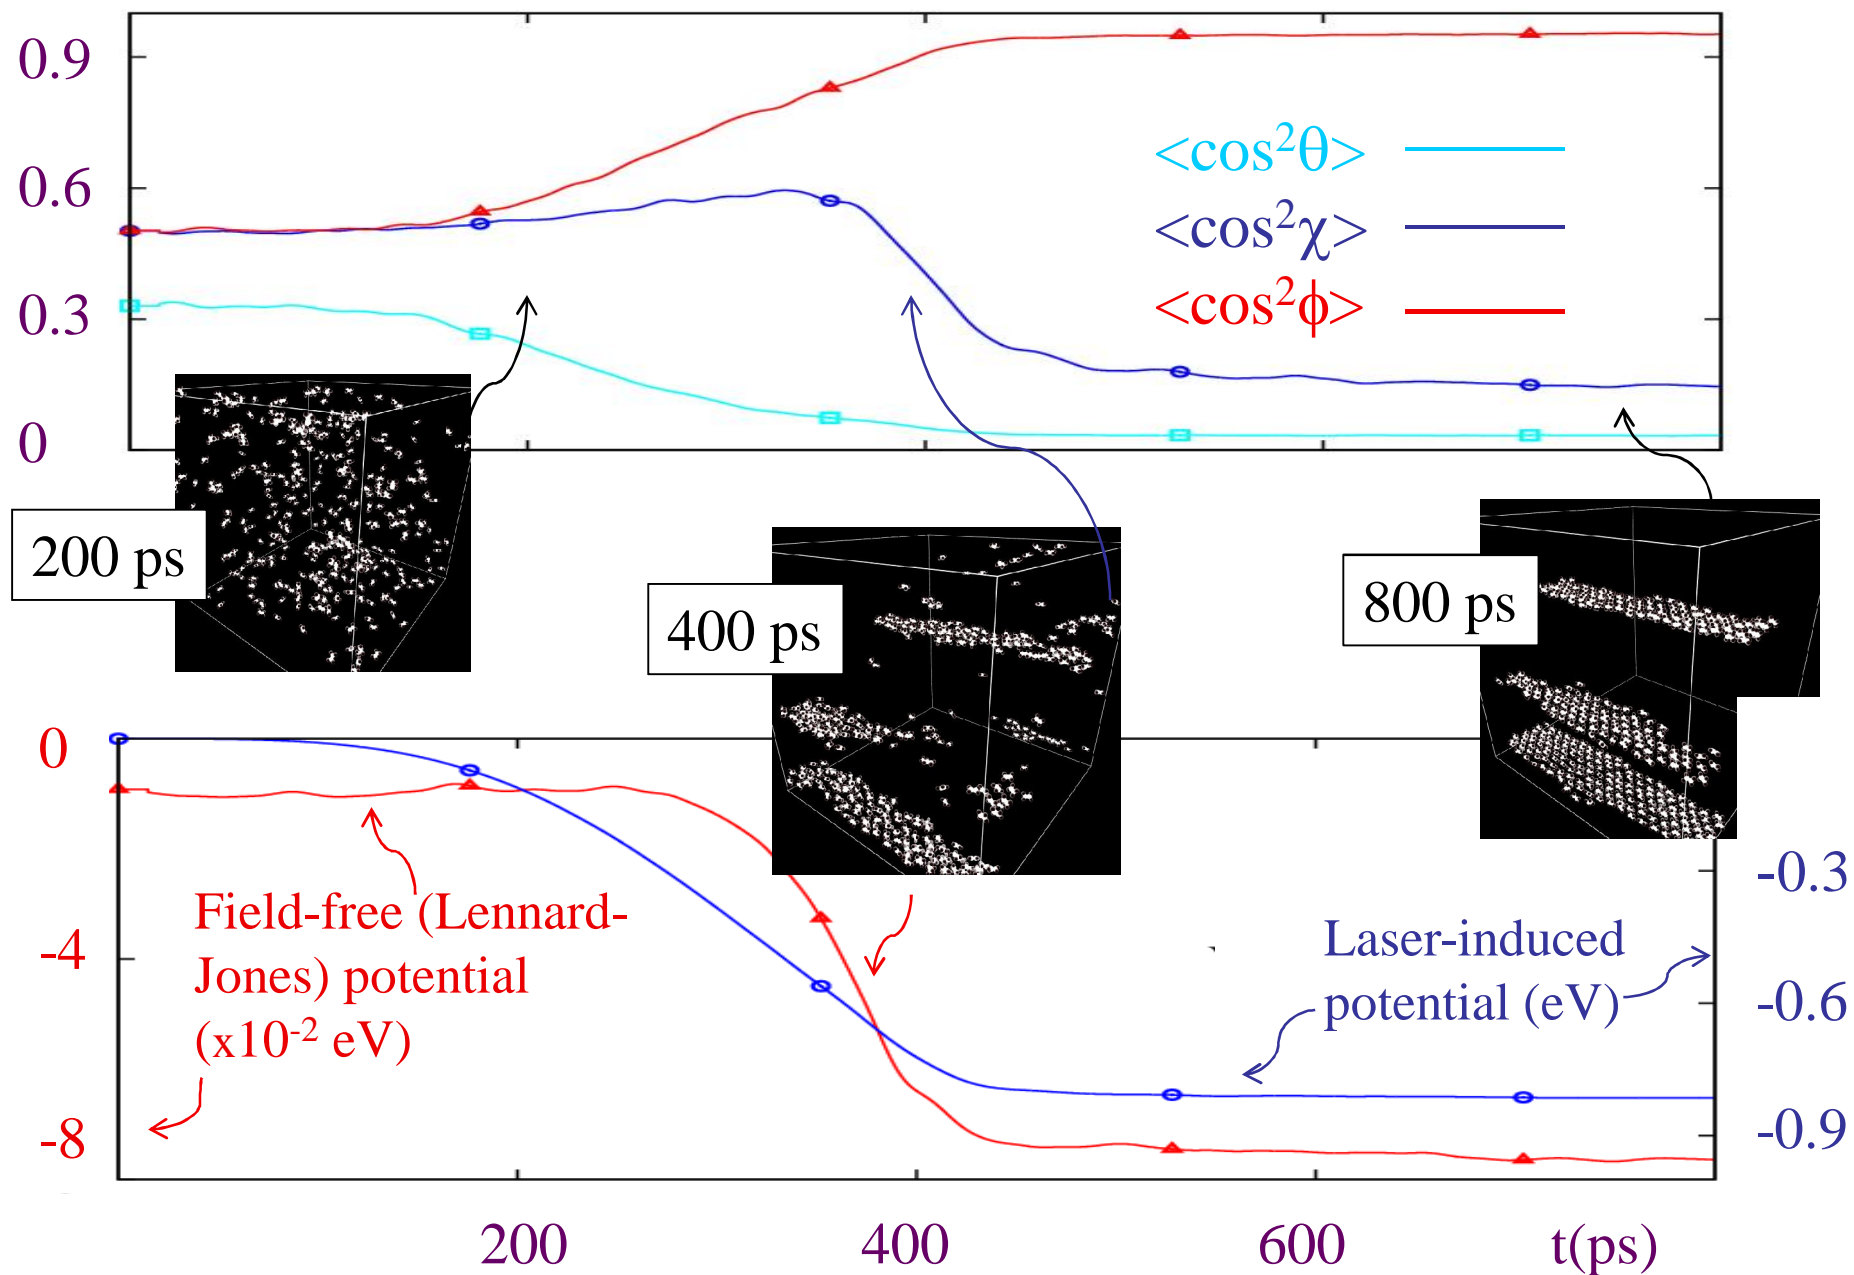 0.9
0.6
0.3
0
<cos²θ>
<cos²χ>
<cos²ϕ>
200 ps
400 ps
800 ps
0
-4
-8
Field-free (Lennard-
Jones) potential
(x10⁻² eV)
Laser-induced
potential (eV)
-0.3
-0.6
-0.9
200
400
600
t(ps)